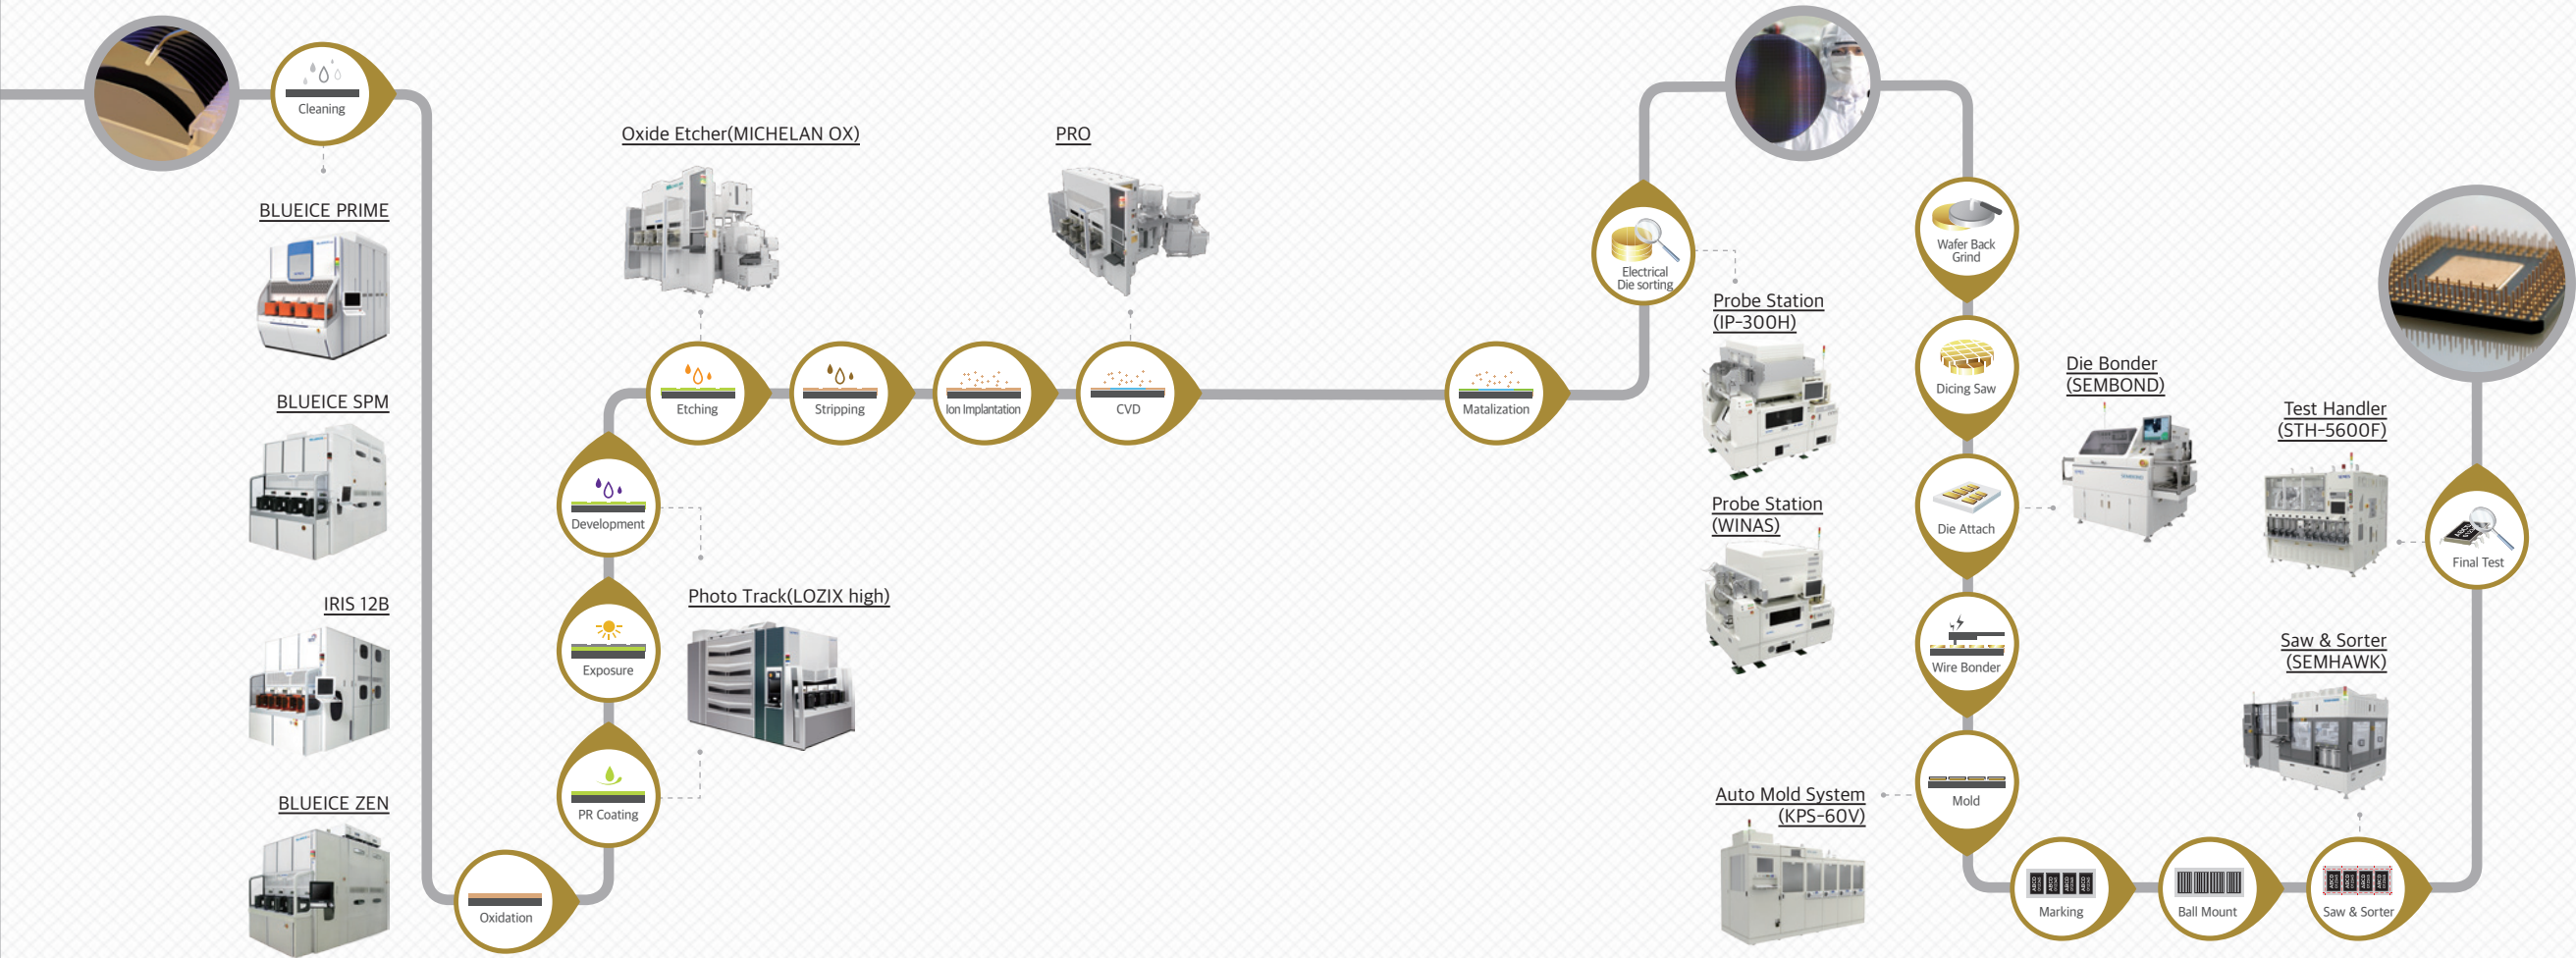 Cleaning
BLUEICE PRIME
BLUEICE SPM
IRIS 12B
BLUEICE ZEN
Oxidation
PR Coating
Exposure
Development
Photo Track(LOZIX high)
Oxide Etcher(MICHELAN OX)
Etching
Stripping
Ion Implantation
PRO
CVD
Matalization
Electrical
Die sorting
Probe Station
(IP-300H)
Probe Station
(WINAS)
Wafer Back
Grind
Dicing Saw
Die Attach
Die Bonder
(SEMBOND)
Wire Bonder
Mold
Auto Mold System
(KPS-60V)
Marking
Ball Mount
Saw & Sorter
Saw & Sorter
(SEMHAWK)
Final Test
Test Handler
(STH-5600F)